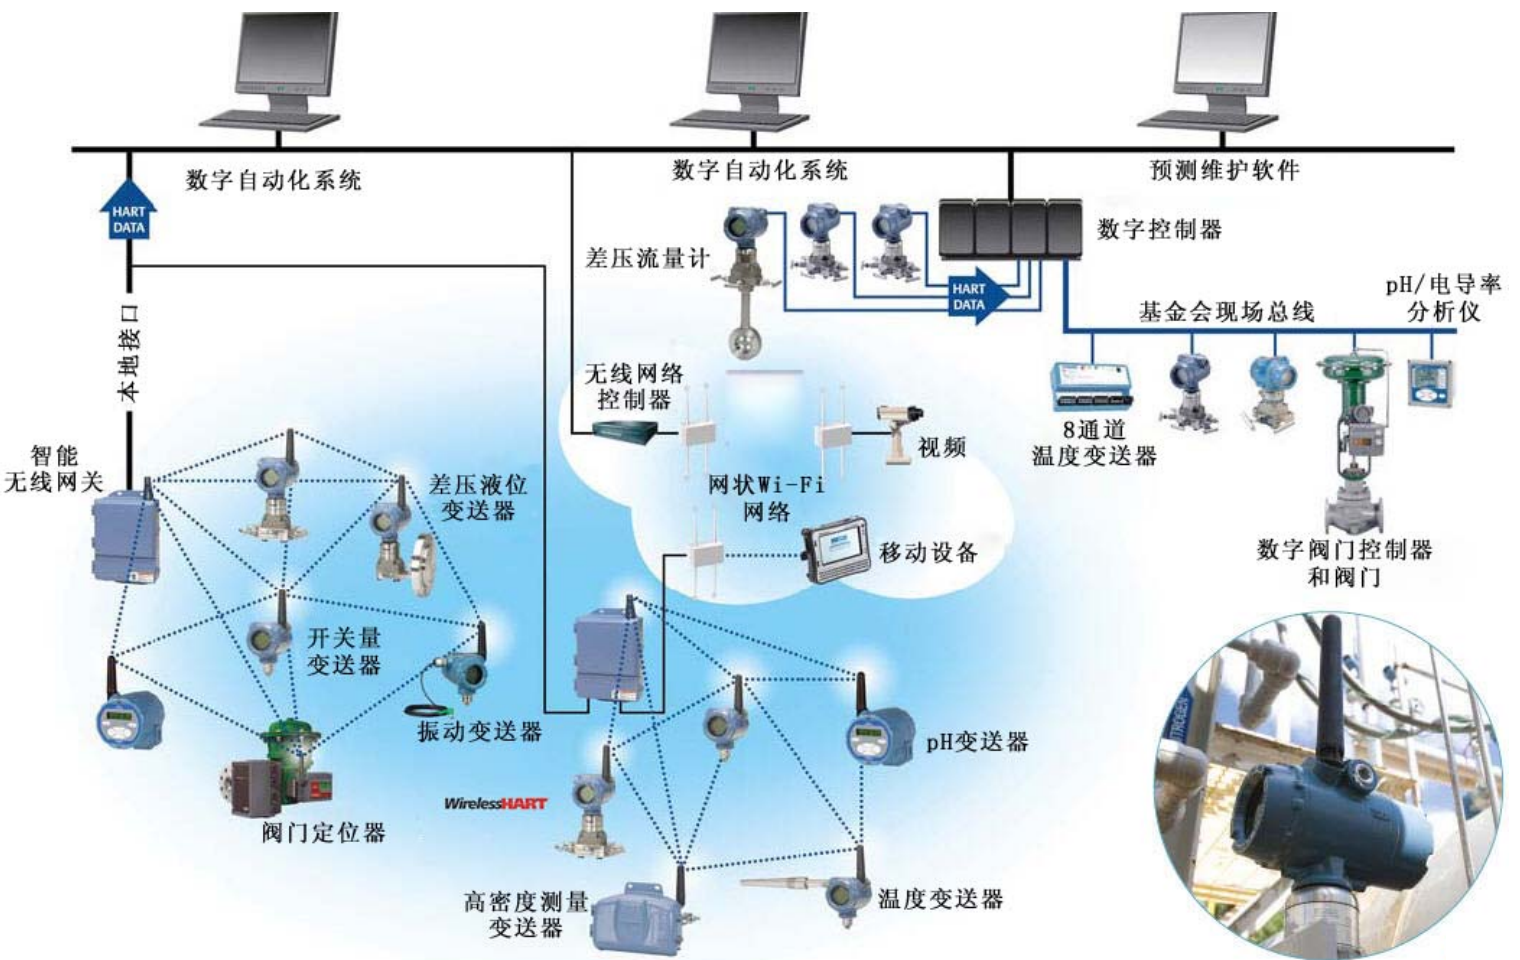 数字自动化系统
数字自动化系统
预测维护软件
HART
DATA
差压流量计
数字控制器
HART
DATA
基金会现场总线
pH/电导率
分析仪
本地接口
无线网络
控制器
视频
8通道
温度变送器
智能
无线网关
差压液位
变送器
网状Wi-Fi
网络
移动设备
数字阀门控制器
和阀门
开关量
变送器
振动变送器
pH变送器
WirelessHART
阀门定位器
高密度测量
变送器
温度变送器